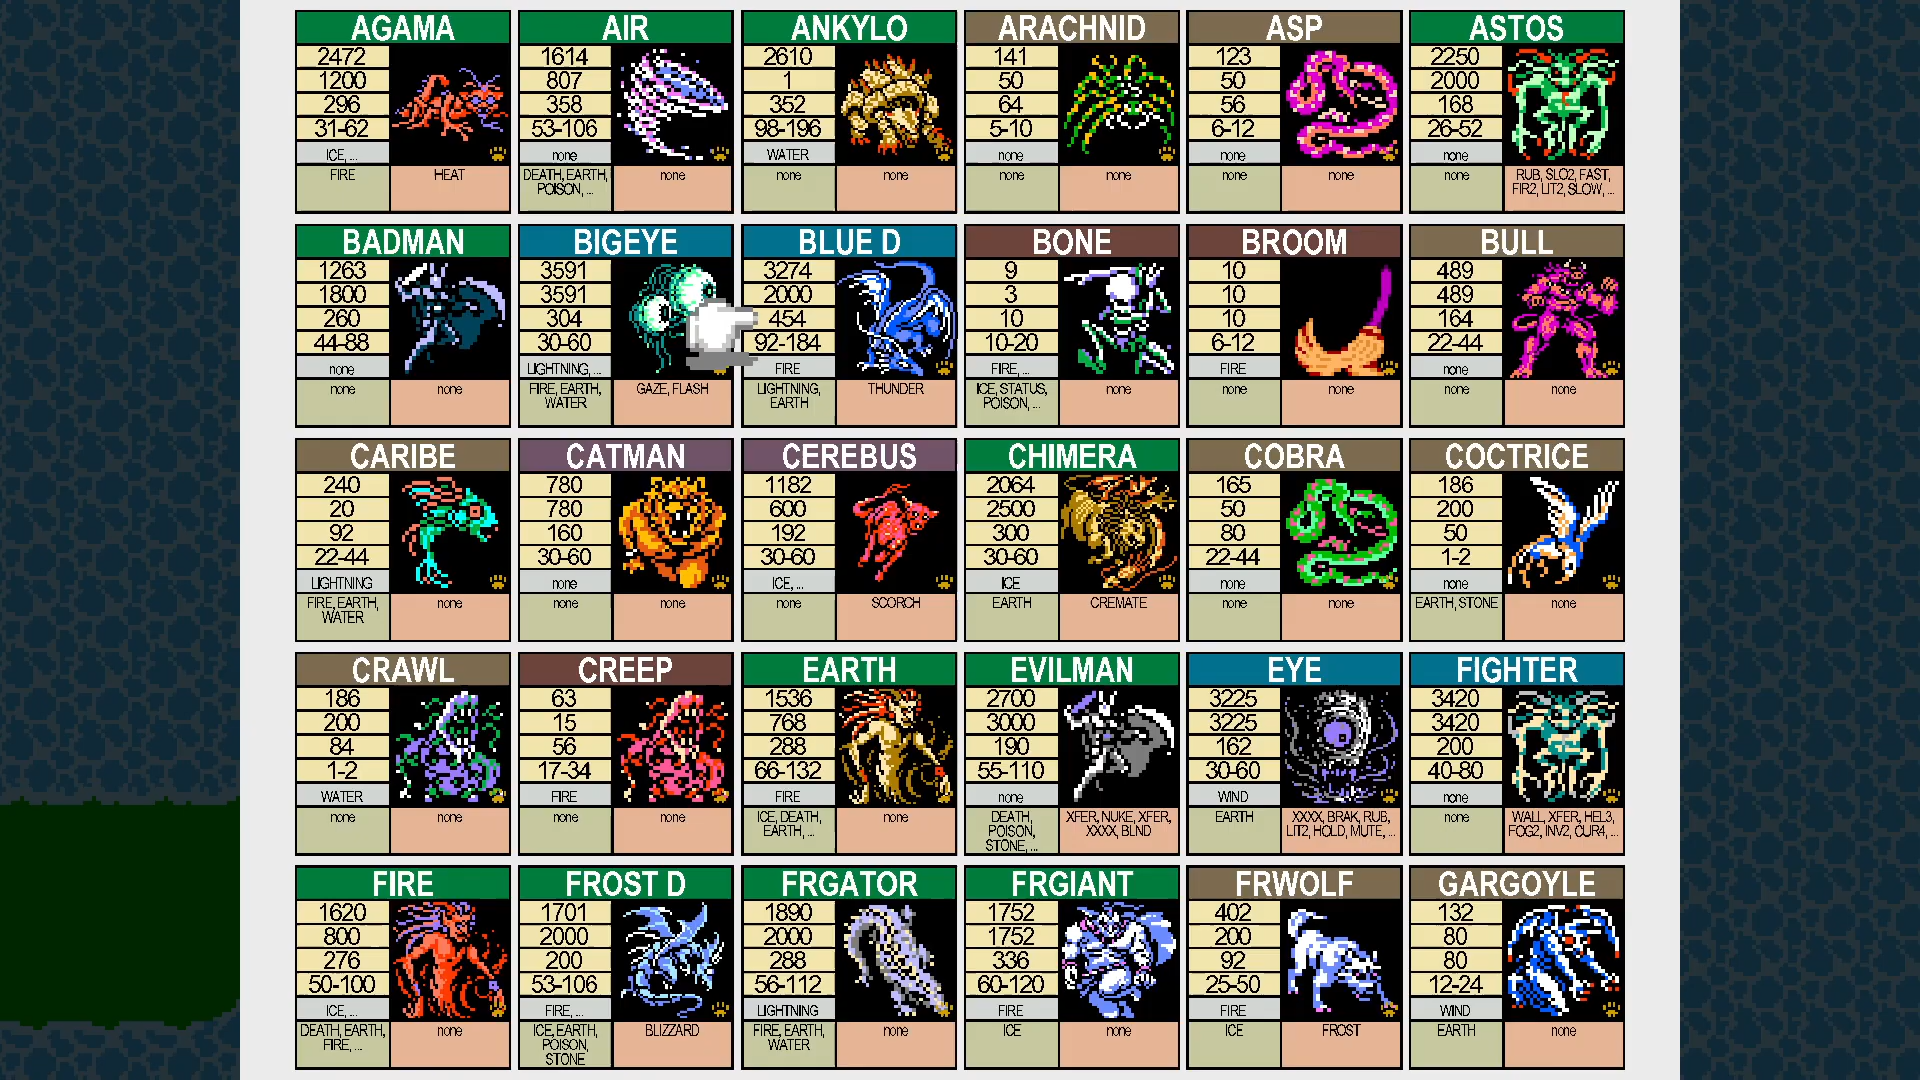 AGAMA
2472
1200
296
31-62
ICE, ...
FIRE
HEAT
AIR
1614
807
358
53-106
none
DEATH, EARTH,
POISON, ...
none
ANKYLO
2610
1
352
98-196
WATER
none
none
ARACHNID
141
50
64
5-10
none
none
none
ASP
123
50
56
6-12
none
none
none
ASTOS
2250
2000
168
26-52
none
none
RUB, SLO2, FAST,
FIR2, LIT2, SLOW, ...
BADMAN
1263
1800
260
44-88
none
none
none
BIGEYE
3591
3591
304
30-60
LIGHTNING, ...
FIRE, EARTH,
WATER
GAZE, FLASH
BLUE D
3274
2000
454
92-184
FIRE
LIGHTNING,
EARTH
THUNDER
BONE
9
3
10
10-20
FIRE, ...
ICE, STATUS,
POISON, ...
none
BROOM
10
10
10
6-12
FIRE
none
none
BULL
489
489
164
22-44
none
none
none
CARIBE
240
20
92
22-44
LIGHTNING
FIRE, EARTH,
WATER
none
CATMAN
780
780
160
30-60
none
none
none
CEREBUS
1182
600
192
30-60
ICE, ...
none
SCORCH
CHIMERA
2064
2500
300
30-60
ICE
EARTH
CREMATE
COBRA
165
50
80
22-44
none
none
none
COCTRICE
186
200
50
1-2
none
EARTH, STONE
none
CRAWL
186
200
84
1-2
WATER
none
none
CREEP
63
15
56
17-34
FIRE
none
none
EARTH
1536
768
288
66-132
FIRE
ICE, DEATH,
EARTH, ...
none
EVILMAN
2700
3000
190
55-110
none
DEATH,
POISON,
STONE, ...
XFER, NUKE, XFER,
XXXX, BLND
EYE
3225
3225
162
30-60
WIND
EARTH
XXXX, BRAK, RUB,
LIT2, HOLD, MUTE, ...
FIGHTER
3420
3420
200
40-80
none
none
WALL, XFER, HEL3,
FOG2, INV2, CUR4, ...
FIRE
1620
800
276
50-100
ICE, ...
DEATH, EARTH,
FIRE, ...
none
FROST D
1701
2000
200
53-106
FIRE, ...
ICE, EARTH,
POISON,
STONE
BLIZZARD
FRGATOR
1890
2000
288
56-112
LIGHTNING
FIRE, EARTH,
WATER
none
FRGIANT
1752
1752
336
60-120
FIRE
ICE
none
FRWOLF
402
200
92
25-50
FIRE
ICE
FROST
GARGOYLE
132
80
80
12-24
WIND
EARTH
none